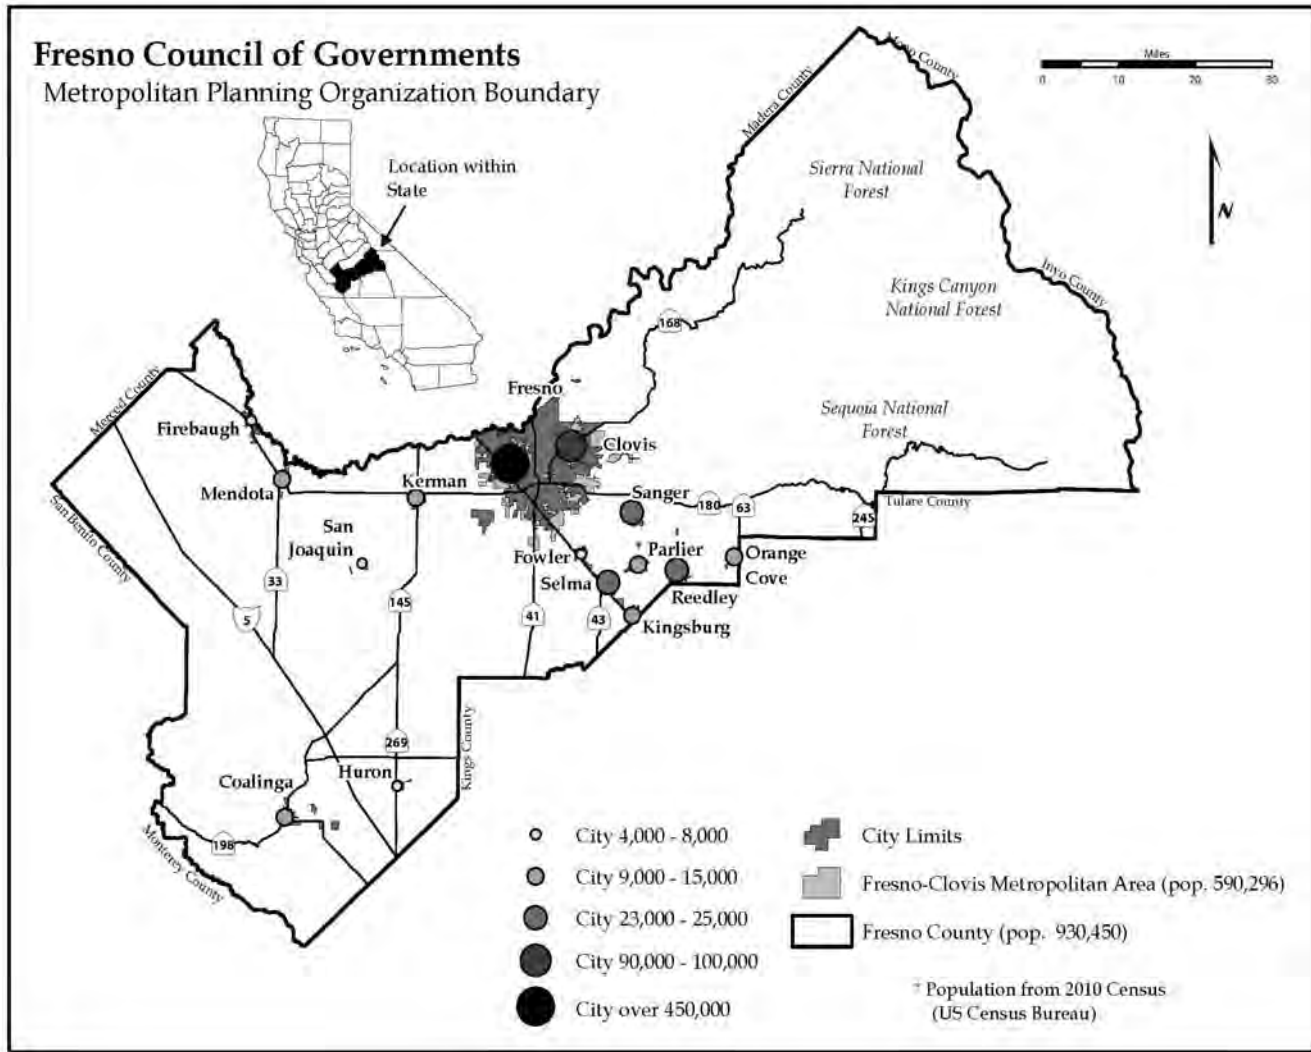 Fresno Council of Governments
Metropolitan Planning Organization Boundary
Location within
State
Miles
0 10 20 30
N
Mono County
Madera County
Inyo County
Merced County
San Benito County
Monterey County
Kings County
Tulare County
Sierra National
Forest
Kings Canyon
National Forest
Sequoia National
Forest
168
Fresno
Clovis
Firebaugh
Mendota
Kerman
Sanger
180
63
245
San
Joaquin
Fowler
Parlier
Orange
Cove
Selma
Reedley
Kingsburg
33
5
145
41
43
269
Coalinga
Huron
198
City 4,000 - 8,000
City 9,000 - 15,000
City 23,000 - 25,000
City 90,000 - 100,000
City over 450,000
City Limits
Fresno-Clovis Metropolitan Area (pop. 590,296)
Fresno County (pop. 930,450)
Population from 2010 Census
(US Census Bureau)